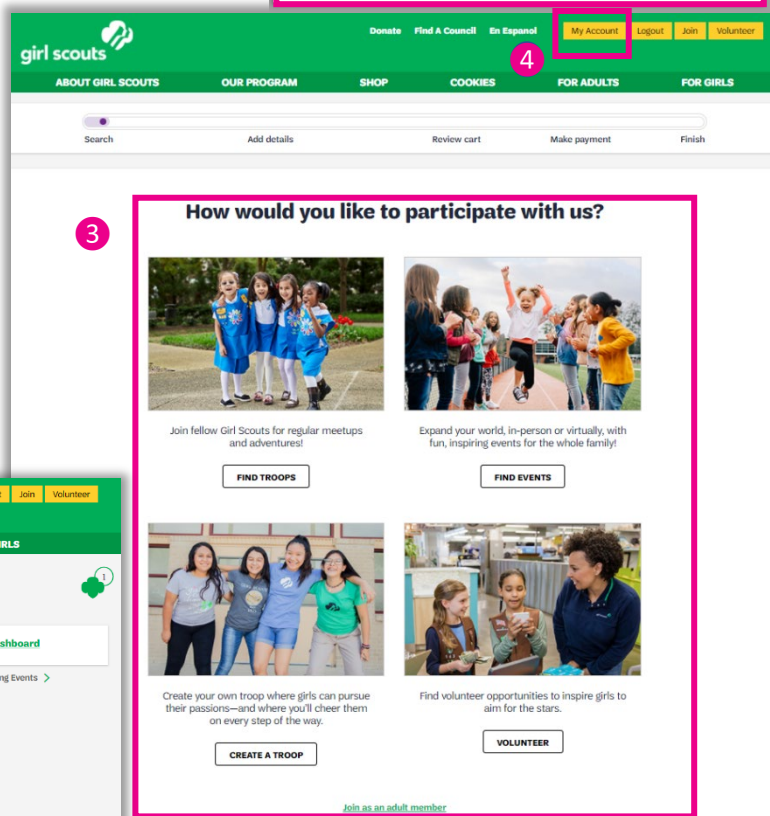 Donate Find A Council En Espanol My Account Logout Join Volunteer
girl scouts
4
ABOUT GIRL SCOUTS OUR PROGRAM SHOP COOKIES FOR ADULTS FOR GIRLS
Search Add details Review cart Make payment Finish
3
How would you like to participate with us?
Join fellow Girl Scouts for regular meetups
and adventures!
FIND TROOPS
Expand your world, in-person or virtually, with
fun, inspiring events for the whole family!
FIND EVENTS
Create your own troop where girls can pursue
their passions—and where you'll cheer them
on every step of the way.
CREATE A TROOP
Find volunteer opportunities to inspire girls to
aim for the stars.
VOLUNTEER
Join as an adult member
Join Volunteer
1
Events >